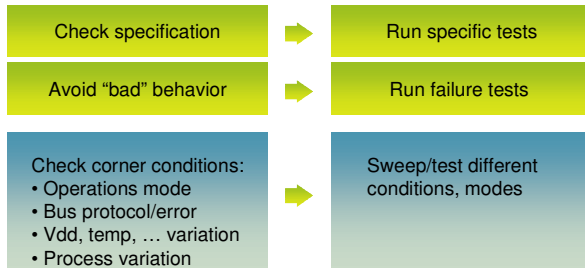 Check specification
Run specific tests
Avoid “bad” behavior
Run failure tests
Check corner conditions:
• Operations mode
• Bus protocol/error
• Vdd, temp, … variation
• Process variation
Sweep/test different
conditions, modes